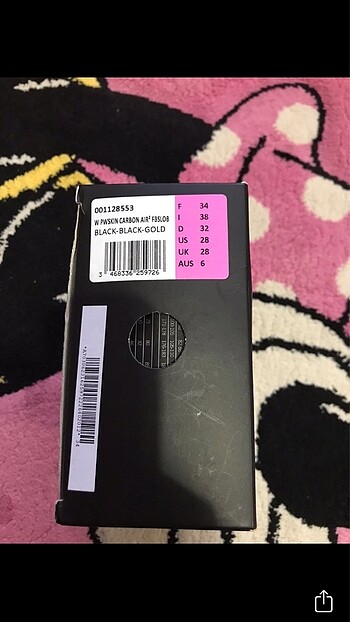 001128553
W PWSKIN CARBON AIR² FBSLOB
BLACK-BLACK-GOLD
3 468336 259726
F 34
I 38
D 32
US 28
UK 28
AUS 6